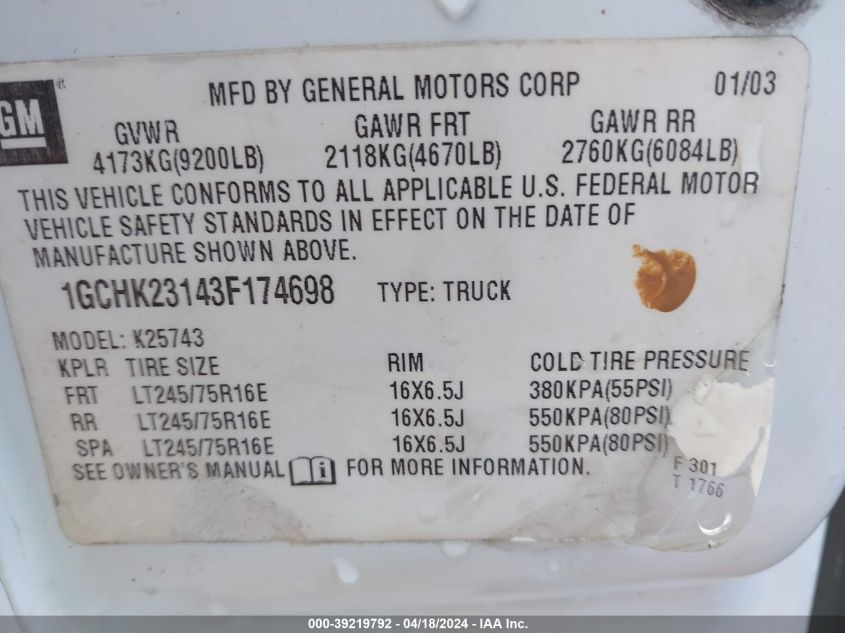 GM ®
MFD BY GENERAL MOTORS CORP 01/03
GVWR GAWR FRT GAWR RR
4173KG(9200LB) 2118KG(4670LB) 2760KG(6084LB)
THIS VEHICLE CONFORMS TO ALL APPLICABLE U.S. FEDERAL MOTOR
VEHICLE SAFETY STANDARDS IN EFFECT ON THE DATE OF
MANUFACTURE SHOWN ABOVE.
1GCHK23143F174698 TYPE: TRUCK
MODEL: K25743
KPLR TIRE SIZE RIM COLD TIRE PRESSURE
FRT LT245/75R16E 16X6.5J 380KPA(55PSI)
RR LT245/75R16E 16X6.5J 550KPA(80PSI)
SPA LT245/75R16E 16X6.5J 550KPA(80PSI)
SEE OWNER'S MANUAL i FOR MORE INFORMATION.
F 301
T 1766
000-39219792 - 04/18/2024 - IAA Inc.